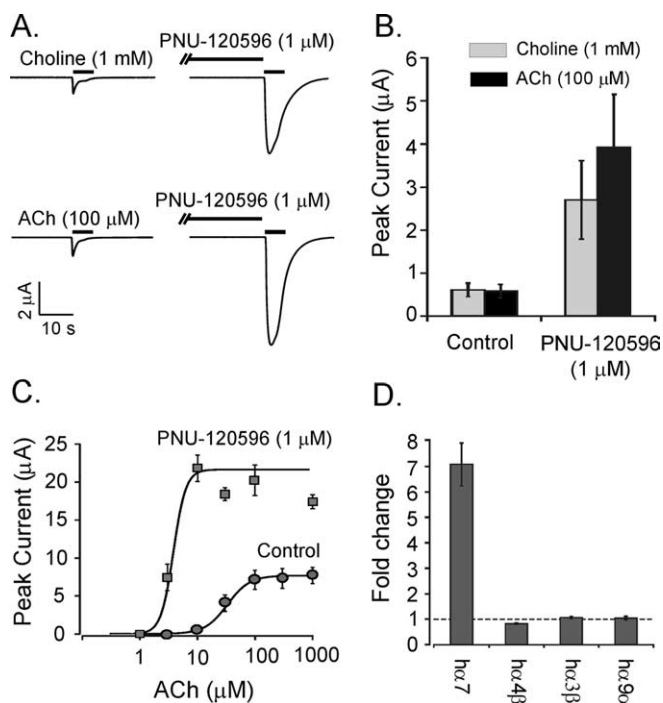 A.
Choline (1 mM)
PNU-120596 (1 μM)
ACh (100 μM)
PNU-120596 (1 μM)
2 μA
10 s
B.
Choline (1 mM)
ACh (100 μM)
Peak Current (μA)
6
5
4
3
2
1
0
Control
PNU-120596
(1 μM)
C.
PNU-120596 (1 μM)
Control
Peak Current (μA)
25
20
15
10
5
0
1
10
100
1000
ACh (μM)
D.
Fold change
8
7
6
5
4
3
2
1
0
hα7
hα4β
hα3β